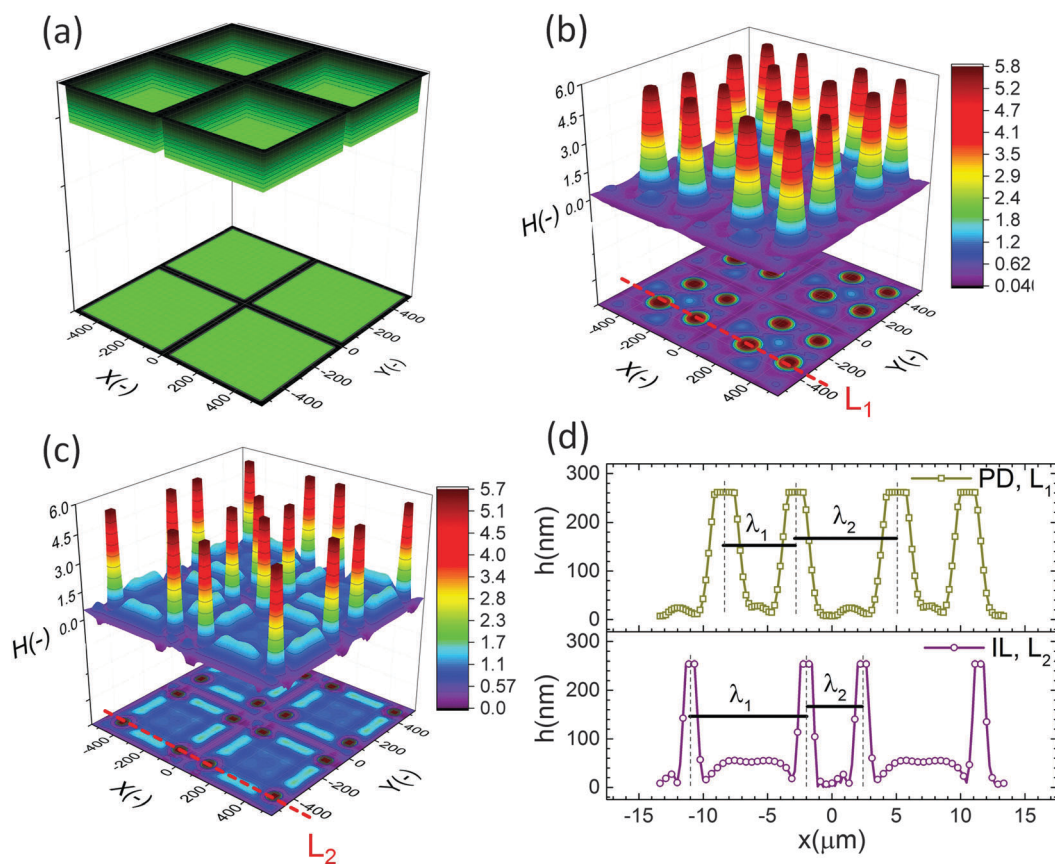 (a)
-400
-200
0
200
400
X(-)
-400
-200
0
200
400
Y(-)
(b)
6.0
4.5
3.0
1.5
0.0
H(-)
5.8
5.2
4.7
4.1
3.5
2.9
2.4
1.8
1.2
0.62
-400
-200
0
200
400
X(-)
-400
-200
0
200
400
Y(-)
L1
(c)
6.0
4.5
3.0
1.5
0.0
H(-)
5.7
5.1
4.6
4.0
3.4
2.8
2.3
1.7
1.1
0.57
0.0
-400
-200
0
200
400
X(-)
-400
-200
0
200
400
Y(-)
L2
(d)
300
200
100
0
h(nm)
PD, L1
λ1
λ2
300
200
100
0
h(nm)
IL, L2
λ1
λ2
-15 -10 -5 0 5 10 15
x(μm)